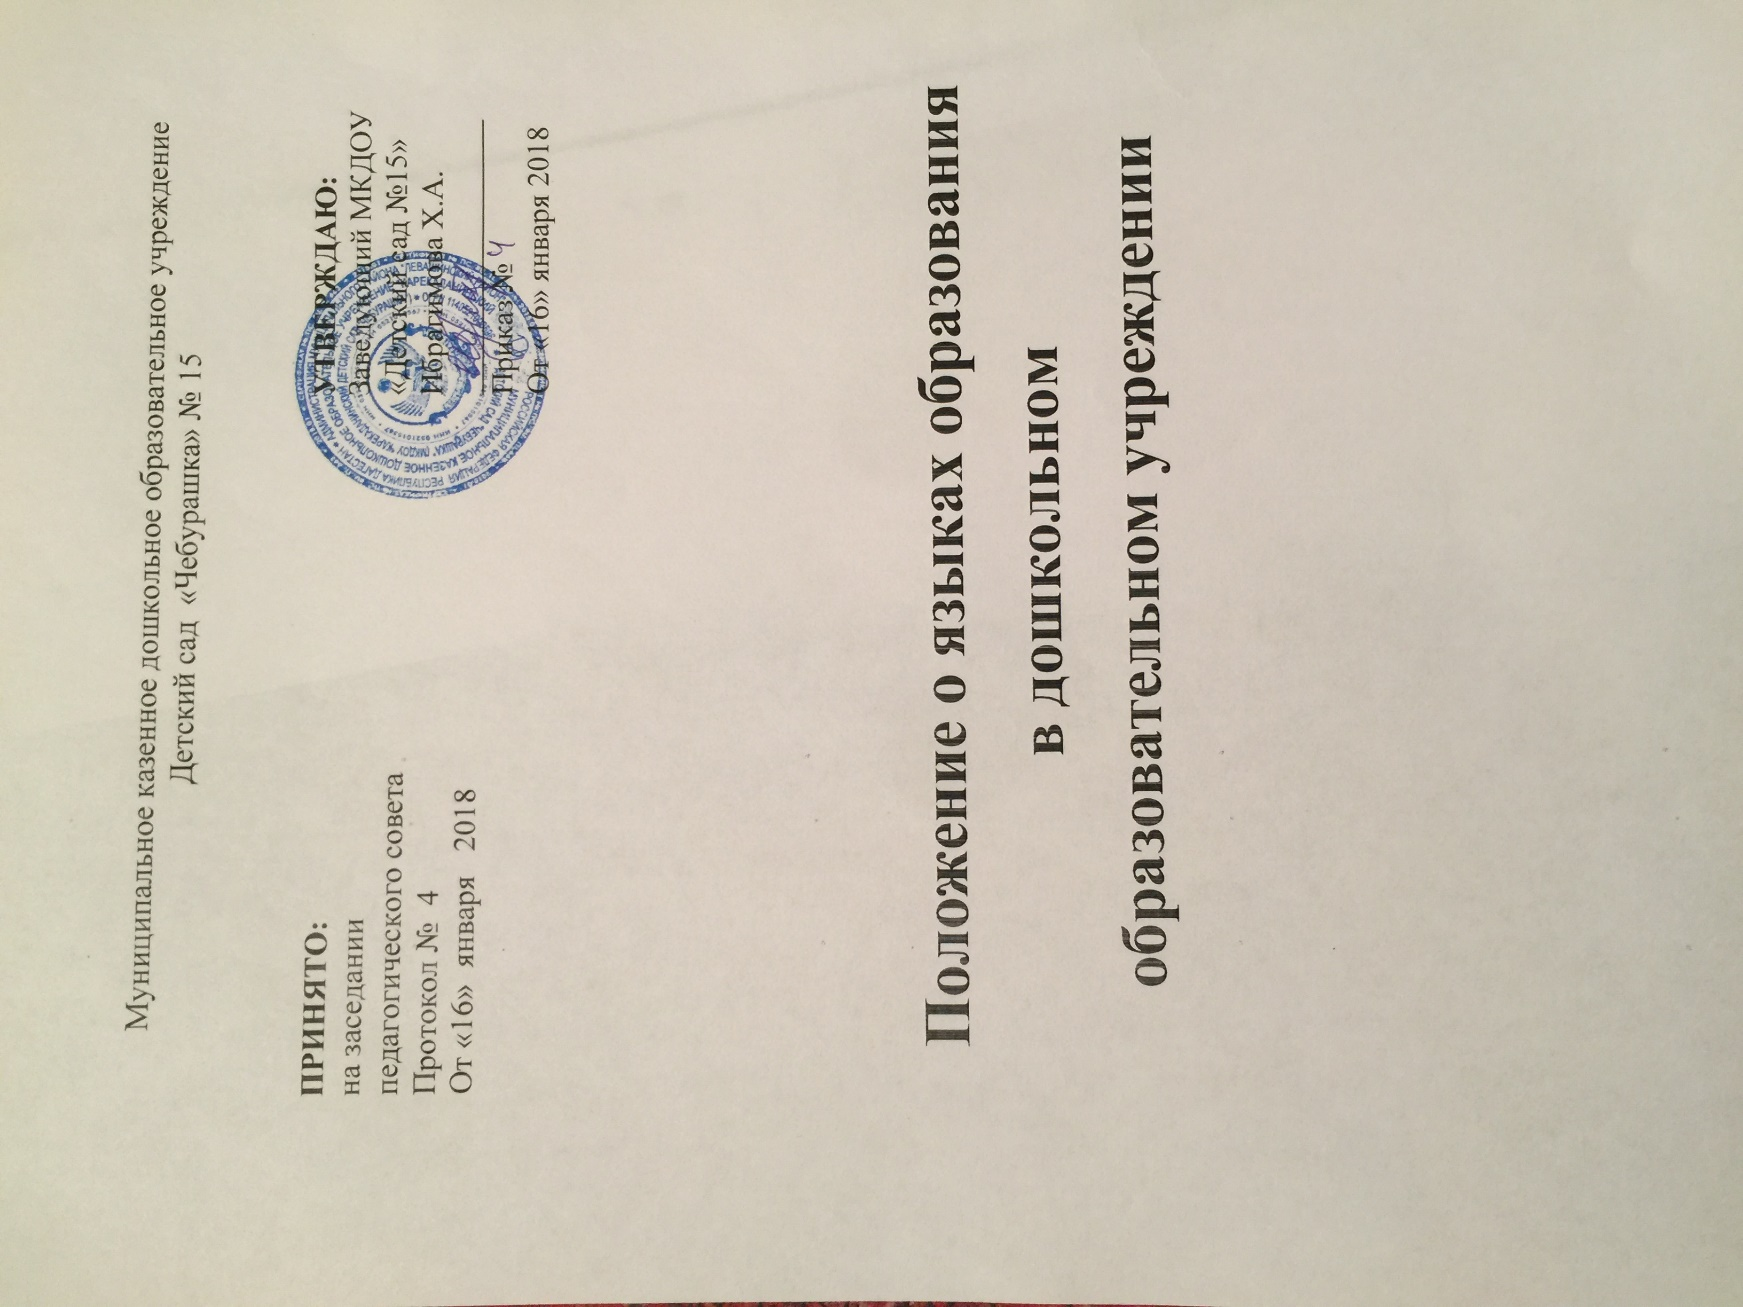 Муниципальное казенное дошкольное образовательное учреждение
Детский сад «Чебурашка» № 15
ПРИНЯТО:
на заседании
педагогического совета
Протокол № 4
От «16» января 2018
УТВЕРЖДАЮ:
Заведующий МКДОУ
«Детский сад №15»
Ибрагимова Х.А.
Приказ № 4
От «16» января 2018
Положение о языках образования
в дошкольном
образовательном учреждении